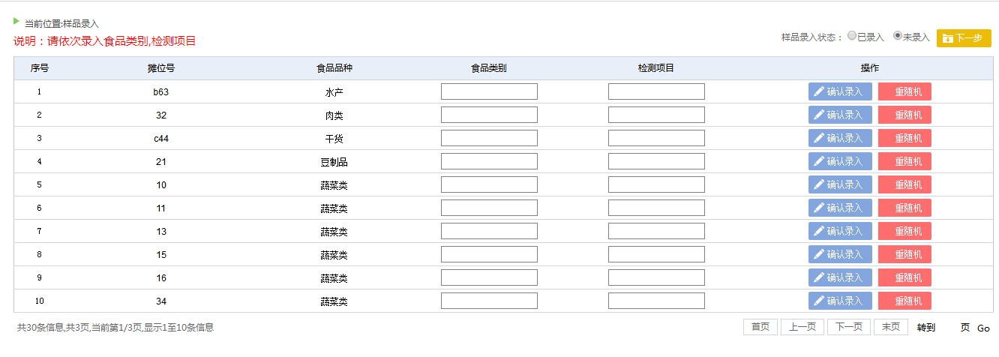 当前位置:样品录入
说明：请依次录入食品类别,检测项目
样品录入状态： 已录入 未录入 下一步
序号 摊位号 食品品种 食品类别 检测项目 操作
1 b63 水产 确认录入 重随机
2 32 肉类 确认录入 重随机
3 c44 干货 确认录入 重随机
4 21 豆制品 确认录入 重随机
5 10 蔬菜类 确认录入 重随机
6 11 蔬菜类 确认录入 重随机
7 13 蔬菜类 确认录入 重随机
8 15 蔬菜类 确认录入 重随机
9 16 蔬菜类 确认录入 重随机
10 34 蔬菜类 确认录入 重随机
共30条信息,共3页,当前第1/3页,显示1至10条信息 首页 上一页 下一页 末页 转到 页 Go